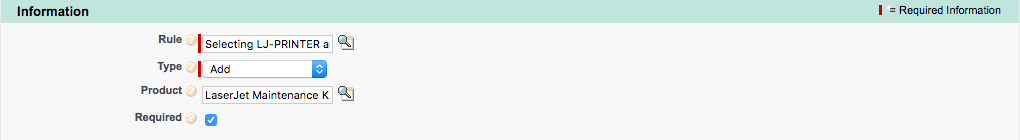 Information
= Required Information
Rule ? Selecting LJ-PRINTER a
Type ? Add
Product ? LaserJet Maintenance K
Required ?